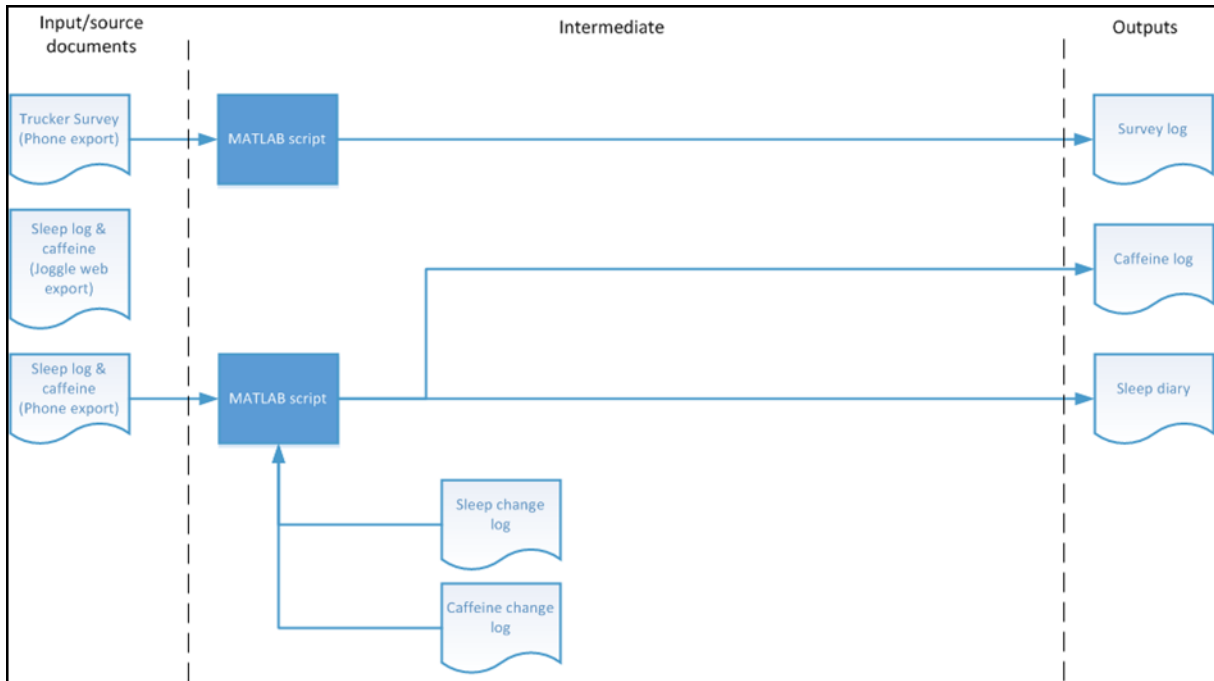 Input/source
documents
Intermediate
Outputs
Trucker Survey
(Phone export)
MATLAB script
Survey log
Sleep log &
caffeine
(Joggle web
export)
Caffeine log
Sleep log &
caffeine
(Phone export)
MATLAB script
Sleep diary
Sleep change
log
Caffeine change
log